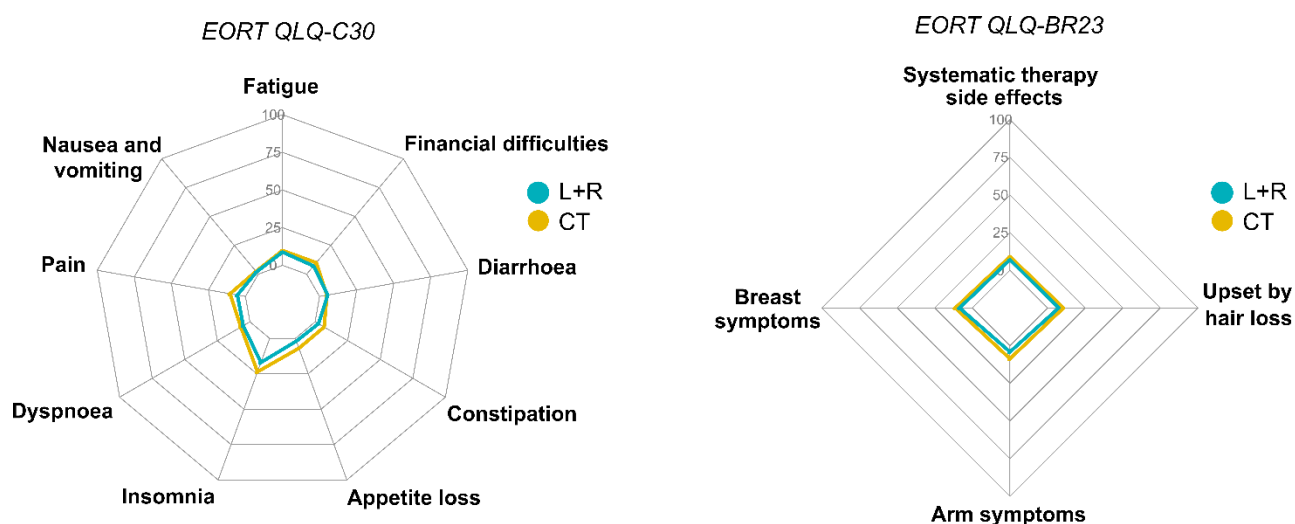 EORT QLQ-C30
Fatigue
100
75
50
25
0
Nausea and
vomiting
Financial difficulties
L+R
CT
Pain
Diarrhoea
Dyspnoea
Constipation
Insomnia
Appetite loss
EORT QLQ-BR23
Systematic therapy
side effects
100
75
50
25
L+R
CT
Breast
symptoms
Upset by
hair loss
Arm symptoms